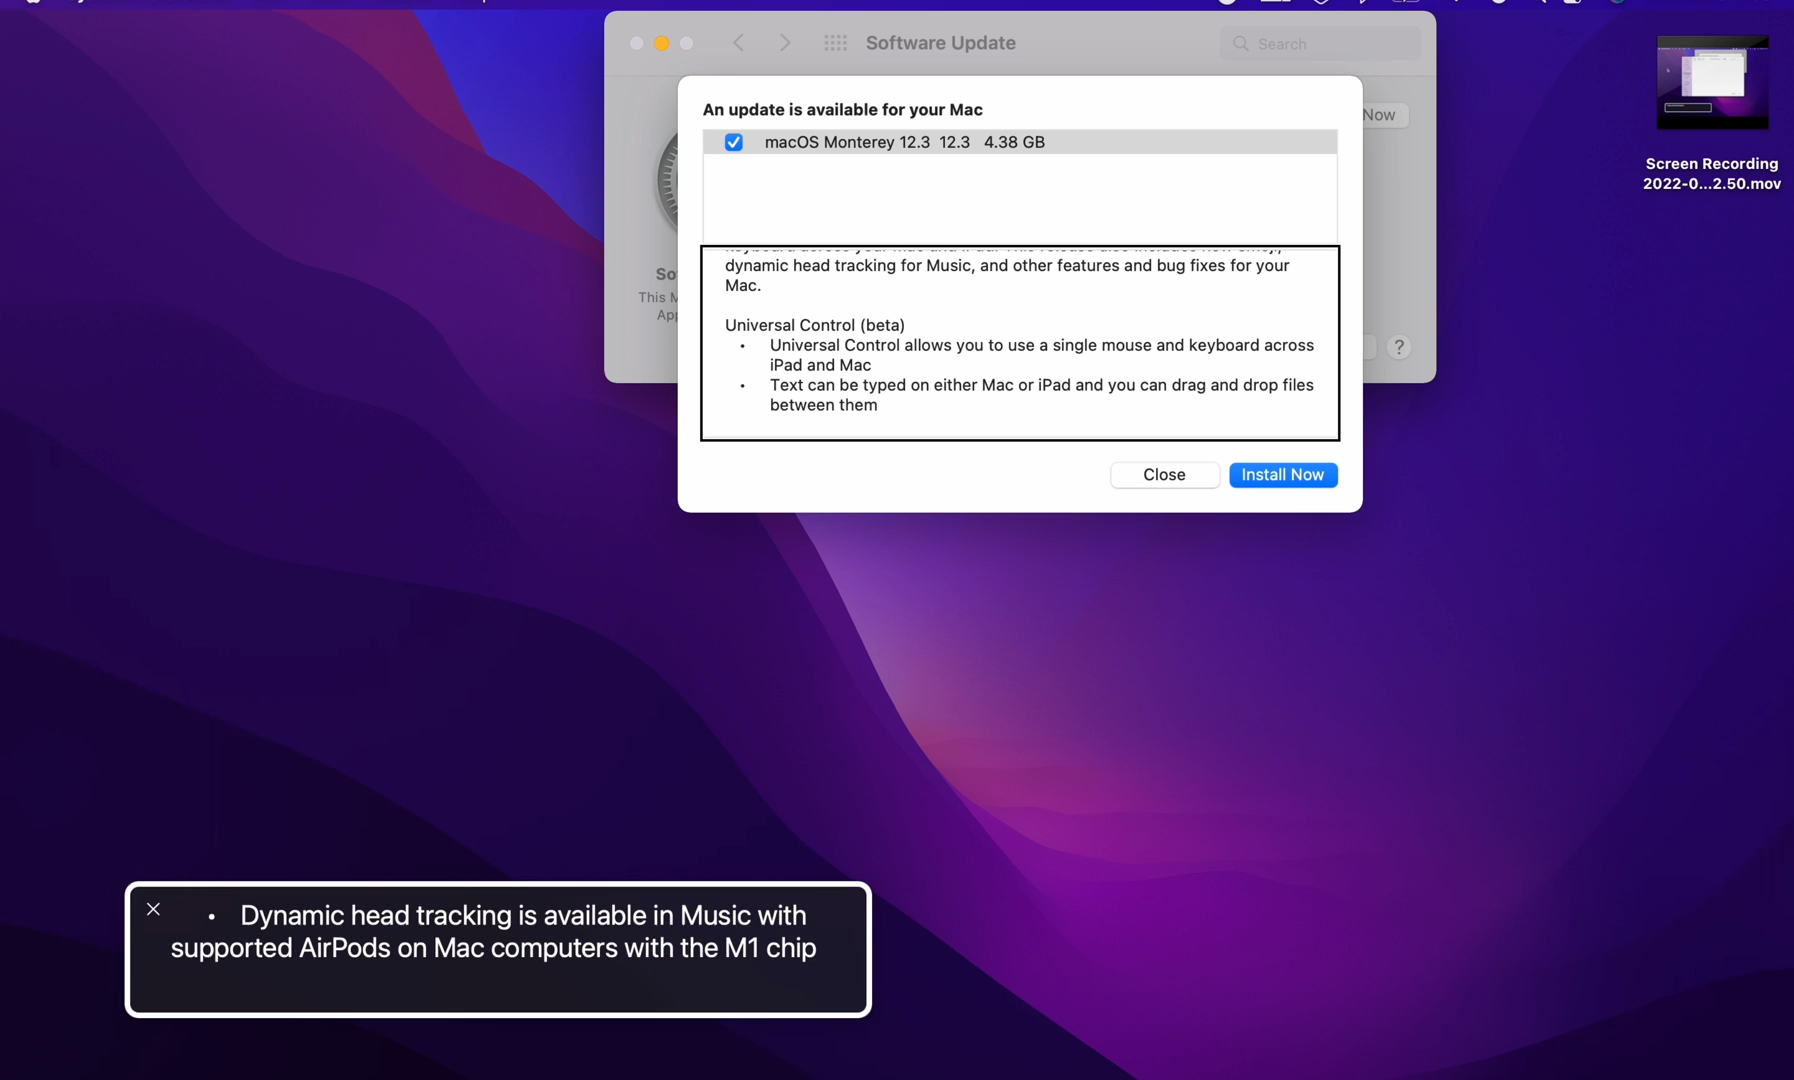 Software Update
Search
An update is available for your Mac
Now
macOS Monterey 12.3 12.3 4.38 GB
dynamic head tracking for Music, and other features and bug fixes for your
Mac.
Universal Control (beta)
• Universal Control allows you to use a single mouse and keyboard across
iPad and Mac
• Text can be typed on either Mac or iPad and you can drag and drop files
between them
So
This M
App
?
Close
Install Now
Screen Recording
2022-0...2.50.mov
• Dynamic head tracking is available in Music with
supported AirPods on Mac computers with the M1 chip